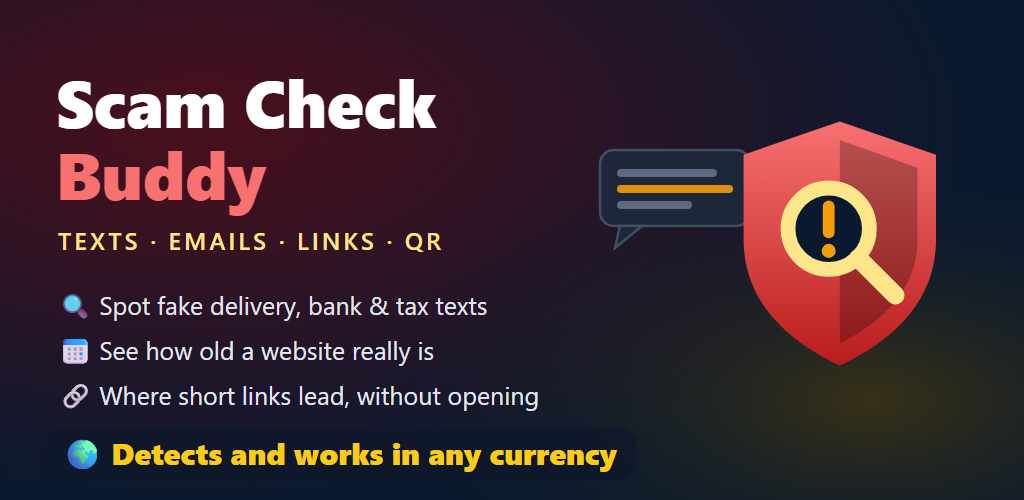 Scam Check
Buddy
TEXTS · EMAILS · LINKS · QR
Spot fake delivery, bank & tax texts
See how old a website really is
Where short links lead, without opening
Detects and works in any currency